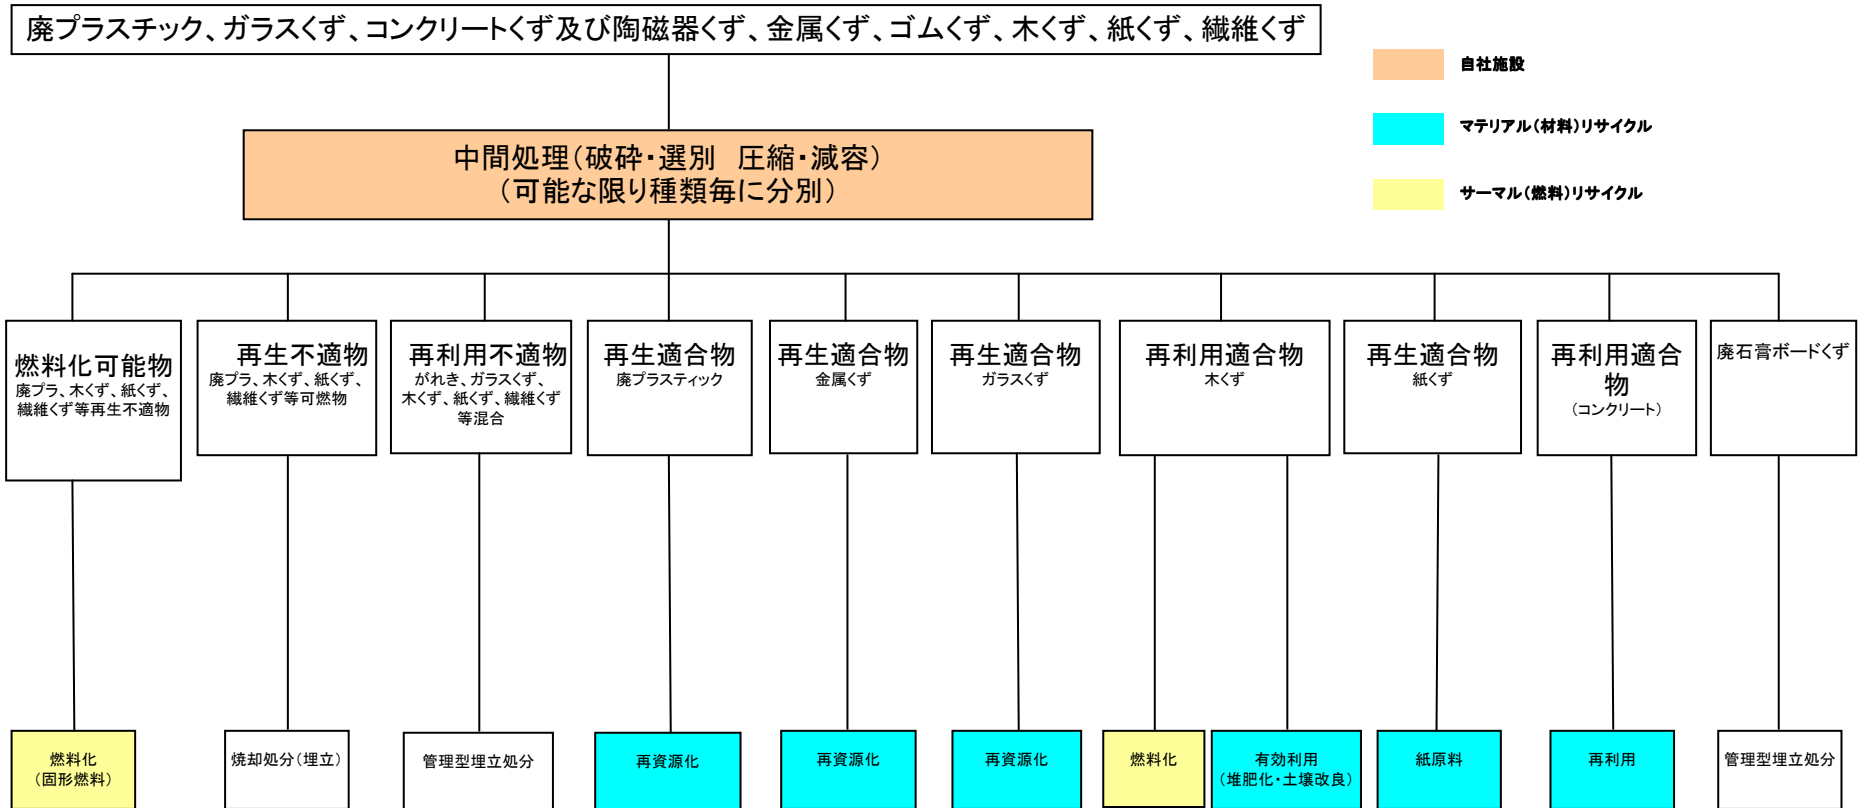 廃プラスチック、ガラスくず、コンクリートくず及び陶磁器くず、金属くず、ゴムくず、木くず、紙くず、繊維くず
自社施設
マテリアル(材料)リサイクル
サーマル(燃料)リサイクル
中間処理(破砕・選別　圧縮・減容)
(可能な限り種類毎に分別)
燃料化可能物
廃プラ、木くず、紙くず、
繊維くず等再生不適物
再生不適物
廃プラ、木くず、紙くず、
繊維くず等可燃物
再利用不適物
がれき、ガラスくず、
木くず、紙くず、繊維くず
等混合
再生適合物
廃プラスティック
再生適合物
金属くず
再生適合物
ガラスくず
再利用適合物
木くず
再生適合物
紙くず
再利用適合
物
(コンクリート)
廃石膏ボードくず
燃料化
(固形燃料)
焼却処分(埋立)
管理型埋立処分
再資源化
再資源化
再資源化
燃料化
有効利用
(堆肥化・土壌改良)
紙原料
再利用
管理型埋立処分